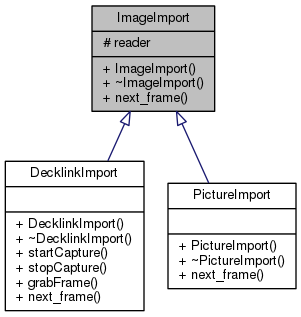 ImageImport
# reader
+ ImageImport()
+ ~ImageImport()
+ next_frame()
DecklinkImport
+ DecklinkImport()
+ ~DecklinkImport()
+ startCapture()
+ stopCapture()
+ grabFrame()
+ next_frame()
PictureImport
+ PictureImport()
+ ~PictureImport()
+ next_frame()